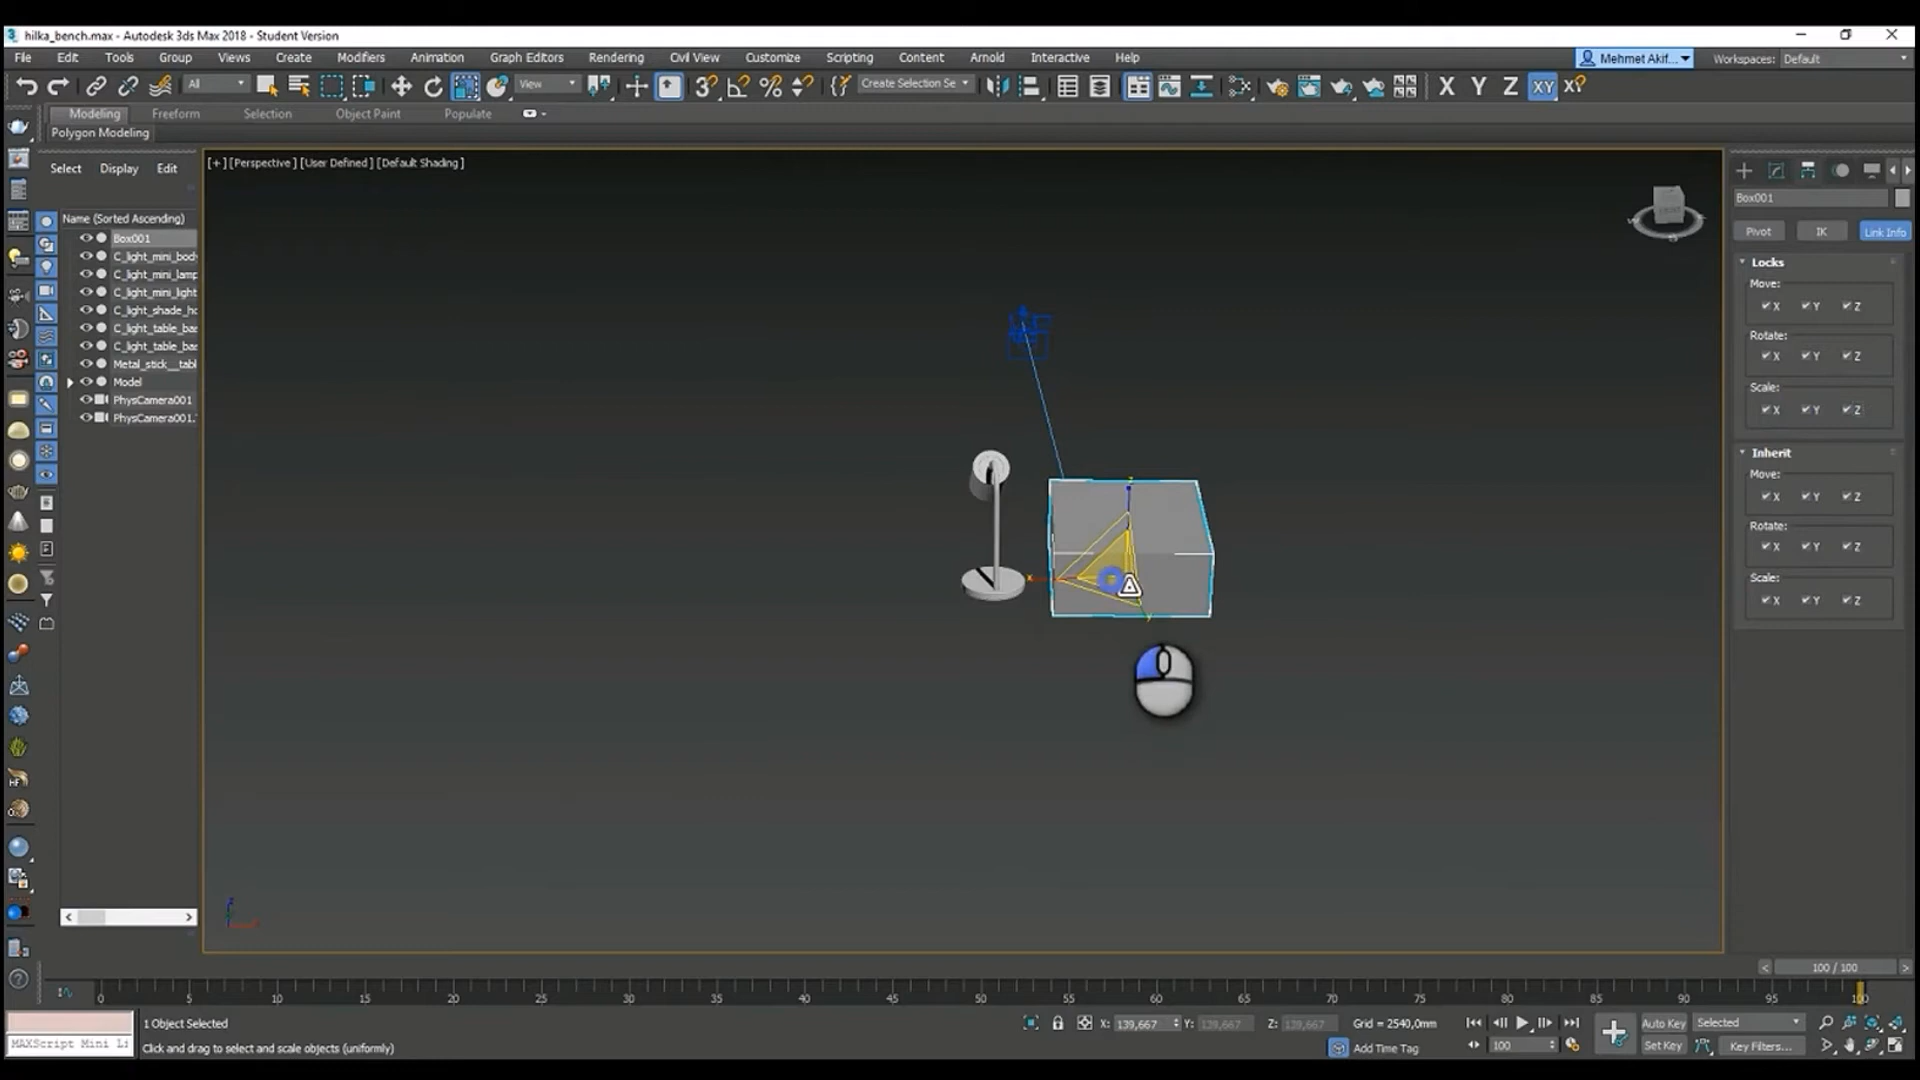 hilka_bench.max - Autodesk 3ds Max 2018 - Student Version
File Edit Tools Group Views Create Modifiers Animation Graph Editors Rendering Civil View Customize Scripting Content Arnold Interactive Help
Mehmet Akif... Workspaces: Default
All View Create Selection Se X Y Z XY
Modeling Freeform Selection Object Paint Populate
Polygon Modeling
[+] [Perspective ] [User Defined ] [Default Shading ]
Select Display Edit
Name (Sorted Ascending)
Box001
C_light_mini_body
C_light_mini_lamp
C_light_mini_light
C_light_shade_ho
C_light_table_bas
C_light_table_bas
Metal_stick__tabl
Model
PhysCamera001
PhysCamera001.
Box001
Pivot IK Link Info
Locks
Move:
X Y Z
Rotate:
X Y Z
Scale:
X Y Z
Inherit
Move:
X Y Z
Rotate:
X Y Z
Scale:
X Y Z
100 / 100
0 5 10 15 20 25 30 35 40 45 50 55 60 65 70 75 80 85 90 95 100
1 Object Selected
X: 139,667 Y: 139,667 Z: 139,667 Grid = 2540,0mm
Auto Key Selected
MAXScript Mini Li
Click and drag to select and scale objects (uniformly)
Add Time Tag
100
Set Key Key Filters...